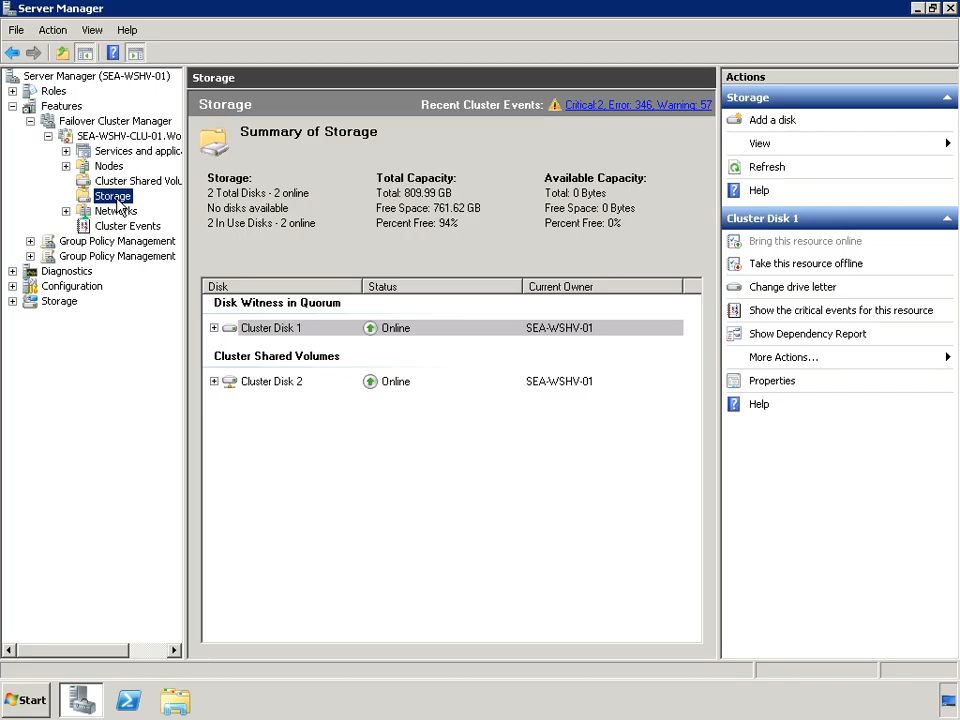 Server Manager
File Action View Help
Server Manager (SEA-WSHV-01)
Roles
Features
Failover Cluster Manager
SEA-WSHV-CLU-01.Wo
Services and applica
Nodes
Cluster Shared Volu
Storage
Networks
Cluster Events
Group Policy Management
Group Policy Management
Diagnostics
Configuration
Storage
Storage
Storage Recent Cluster Events: Critical:2, Error: 346, Warning: 57
Summary of Storage
Storage: Total Capacity: Available Capacity:
2 Total Disks - 2 online Total: 809.99 GB Total: 0 Bytes
No disks available Free Space: 761.62 GB Free Space: 0 Bytes
2 In Use Disks - 2 online Percent Free: 94% Percent Free: 0%
Disk Status Current Owner
Disk Witness in Quorum
Cluster Disk 1 Online SEA-WSHV-01
Cluster Shared Volumes
Cluster Disk 2 Online SEA-WSHV-01
Actions
Storage
Add a disk
View
Refresh
Help
Cluster Disk 1
Bring this resource online
Take this resource offline
Change drive letter
Show the critical events for this resource
Show Dependency Report
More Actions...
Properties
Help
Start